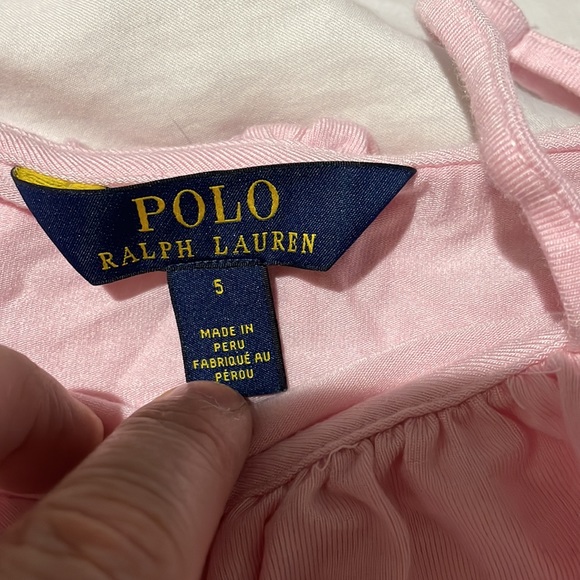 POLO
RALPH LAUREN
5
MADE IN
PERU
FABRIQUÉ AU
PÉROU